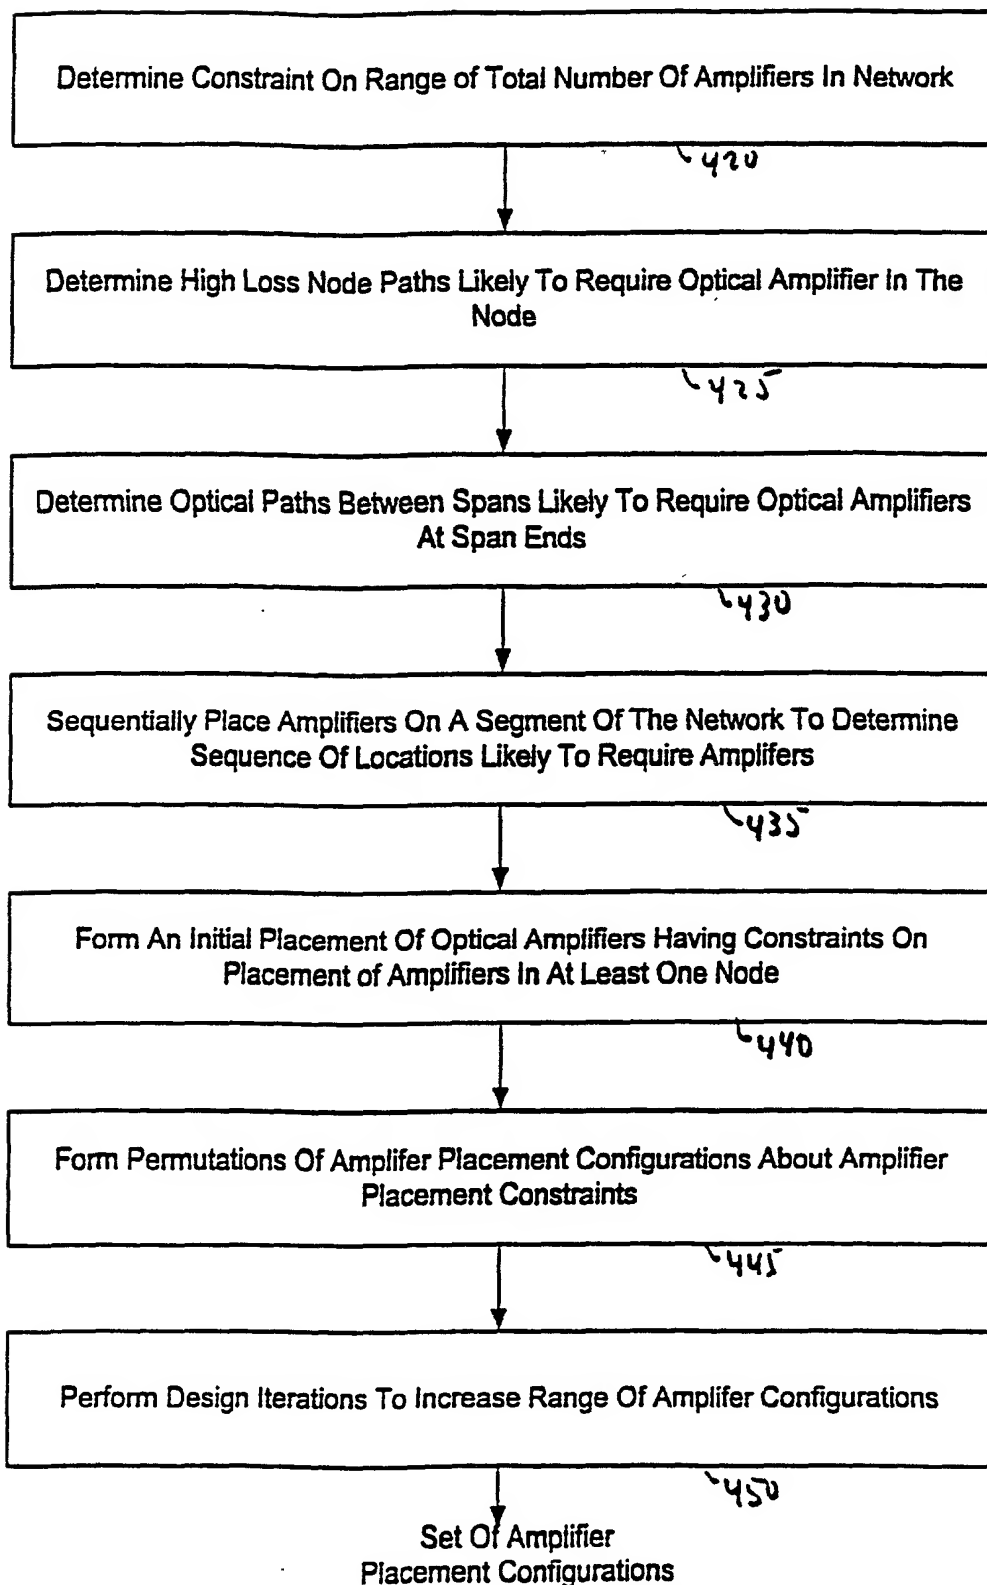 Determine Constraint On Range of Total Number Of Amplifiers In Network
420
Determine High Loss Node Paths Likely To Require Optical Amplifier In The
Node
425
Determine Optical Paths Between Spans Likely To Require Optical Amplifiers
At Span Ends
430
Sequentially Place Amplifiers On A Segment Of The Network To Determine
Sequence Of Locations Likely To Require Amplifers
435
Form An Initial Placement Of Optical Amplifiers Having Constraints On
Placement of Amplifiers In At Least One Node
440
Form Permutations Of Amplifer Placement Configurations About Amplifier
Placement Constraints
445
Perform Design Iterations To Increase Range Of Amplifer Configurations
450
Set Of Amplifier
Placement Configurations